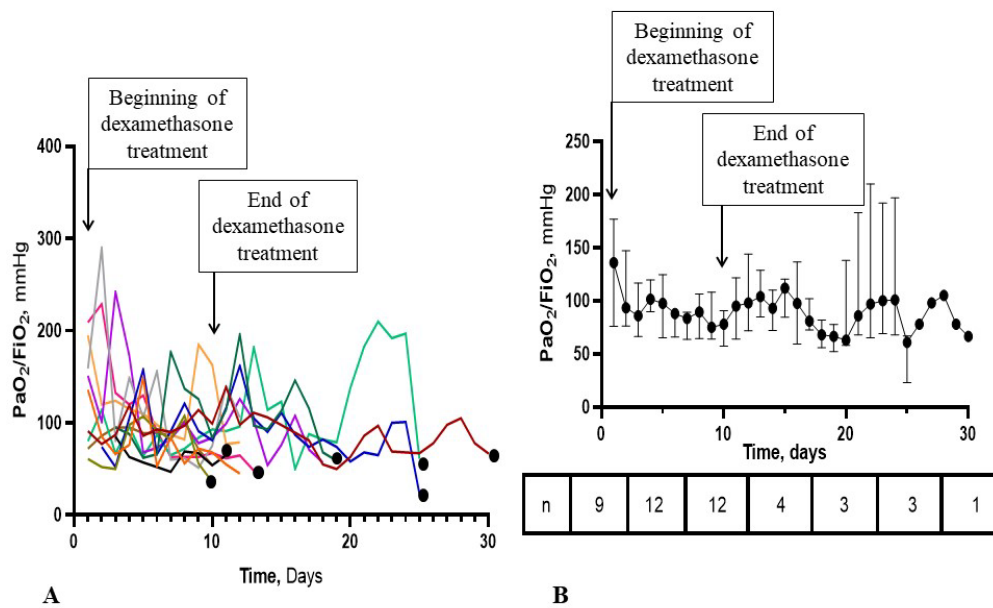 Beginning of
dexamethasone
treatment
End of
dexamethasone
treatment
400
300
200
100
0
PaO₂/FiO₂, mmHg
0
10
20
30
Time, Days
A
Beginning of
dexamethasone
treatment
End of
dexamethasone
treatment
250
200
150
100
50
0
PaO₂/FiO₂, mmHg
0
10
20
30
Time, days
n 9 12 12 4 3 3 1
B